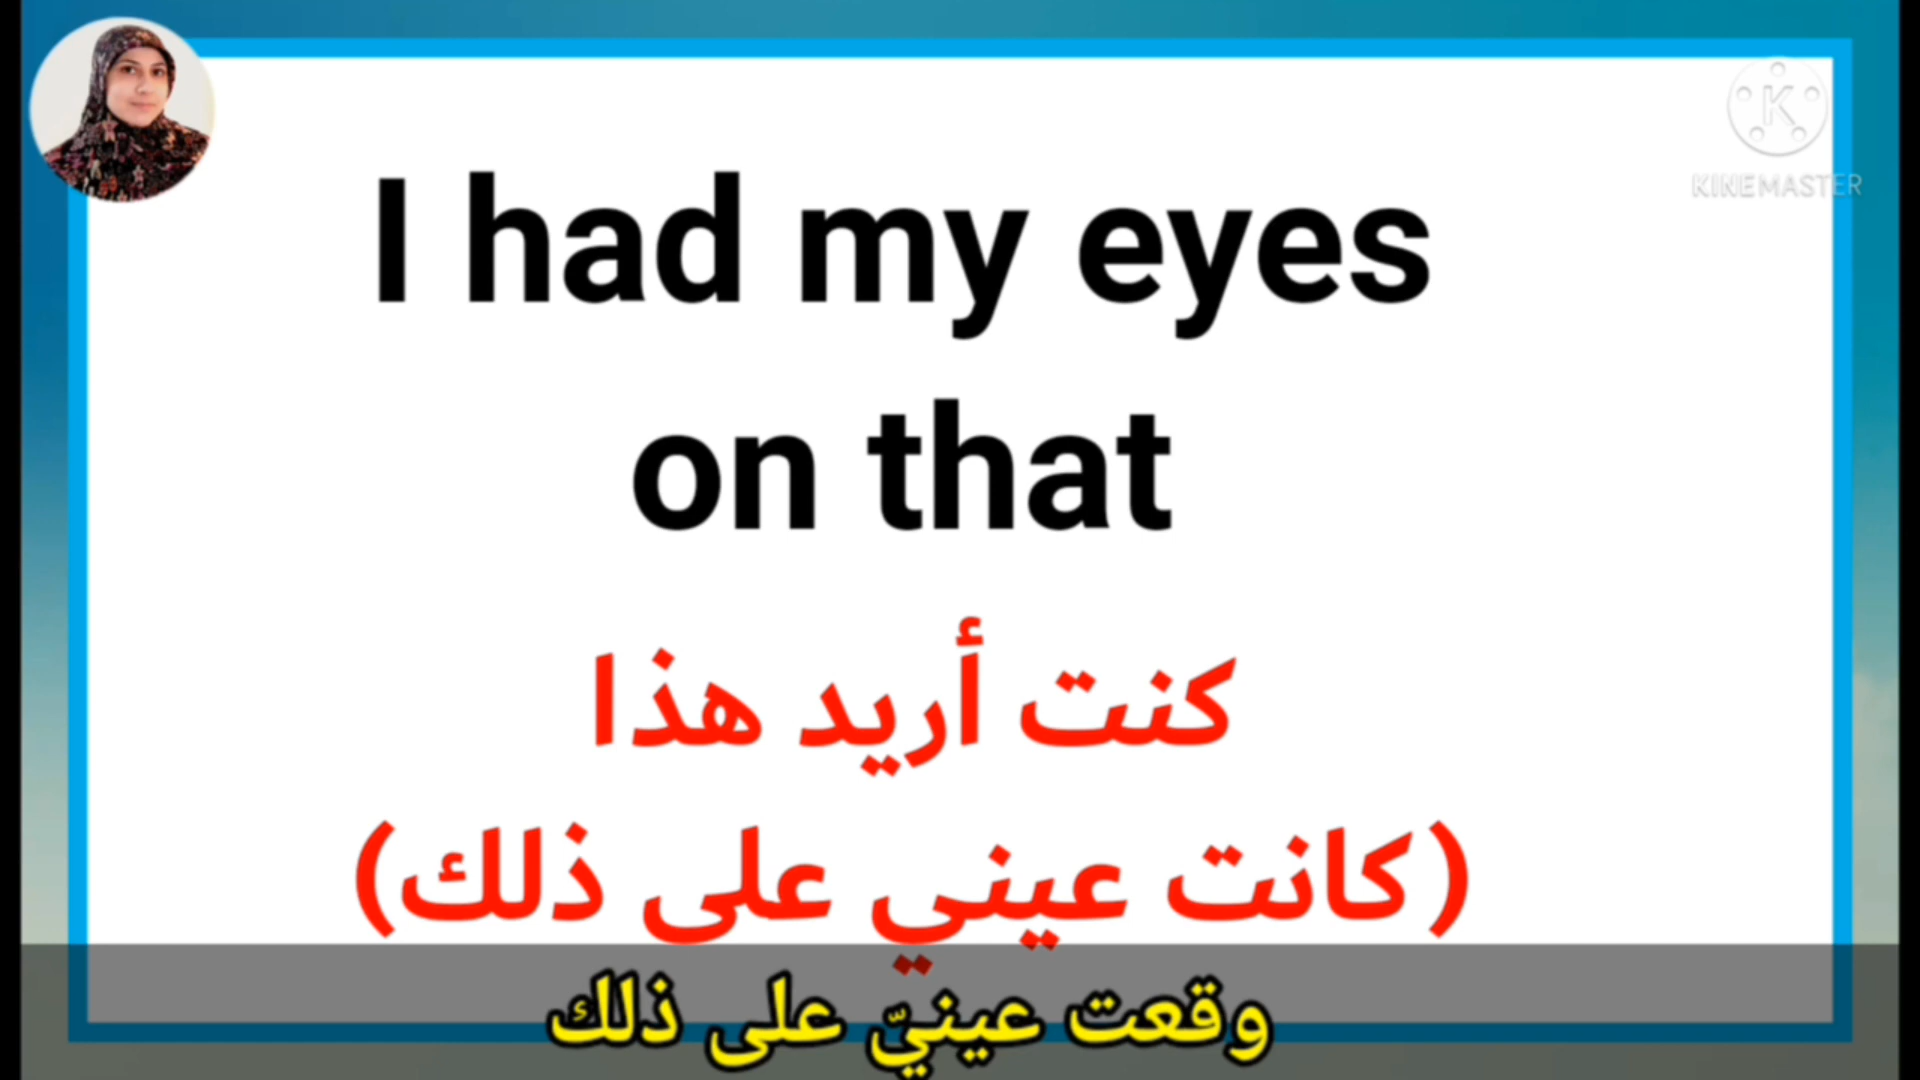 KINEMASTER
I had my eyes
on that
كنت أريد هذا
(كانت عيني على ذلك)
وقعت عينيّ على ذلك